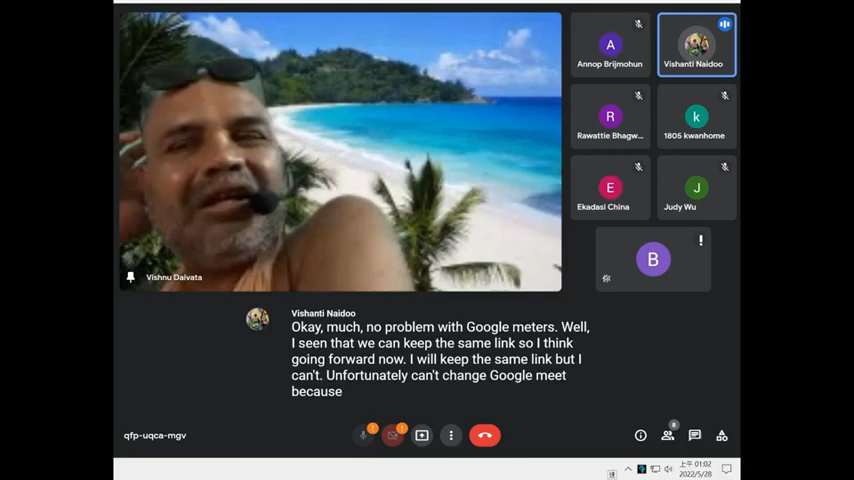 A
Annop Brijmohun
Vishanti Naidoo
R
Rawattie Bhagw...
k
1805 kwanhome
E
Ekadasi China
J
Judy Wu
B
你
Vishnu Daivata
Vishanti Naidoo
Okay, much, no problem with Google meters. Well,
I seen that we can keep the same link so I think
going forward now. I will keep the same link but I
can't. Unfortunately can't change Google meet
because
qfp-uqca-mgv
8
上午 01:02
2022/5/28